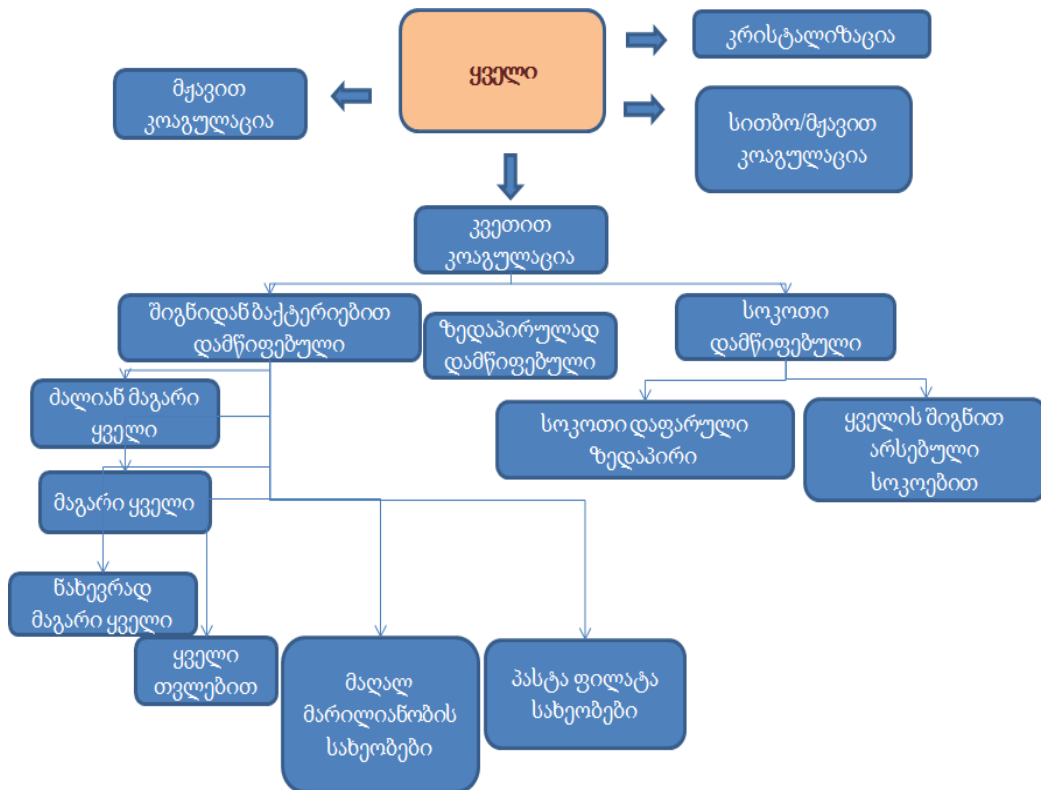 ყველი
კრისტალიზაცია
მჟავით
კოაგულაცია
სითბო/მჟავით
კოაგულაცია
კვეთით
კოაგულაცია
შიგნიდან ბაქტერიებით
დამწიფებული
ზედაპირულად
დამწიფებული
სოკოთი
დამწიფებული
ძალიან მაგარი
ყველი
სოკოთი დაფარული
ზედაპირი
ყველის შიგნით
არსებული
სოკოებით
მაგარი ყველი
ნახევრად
მაგარი ყველი
ყველი
თვლებით
მაღალ
მარილიანობის
სახეობები
პასტა ფილატა
სახეობები